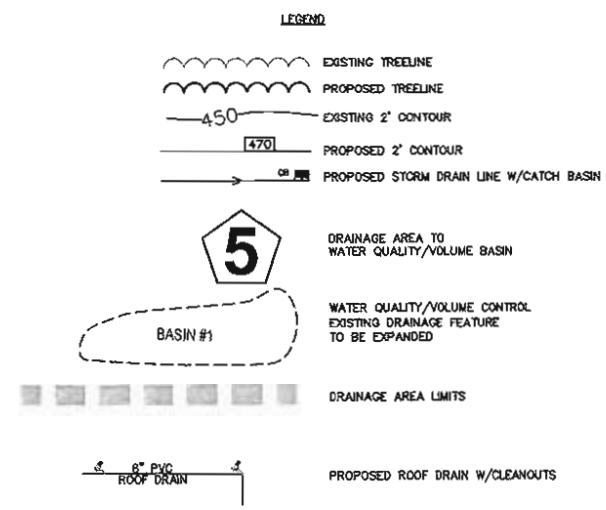 LEGEND
EXISTING TREELINE
PROPOSED TREELINE
450 EXISTING 2' CONTOUR
470 PROPOSED 2' CONTOUR
CB PROPOSED STORM DRAIN LINE W/CATCH BASIN
5
DRAINAGE AREA TO
WATER QUALITY/VOLUME BASIN
BASIN #1
WATER QUALITY/VOLUME CONTROL
EXISTING DRAINAGE FEATURE
TO BE EXPANDED
DRAINAGE AREA LIMITS
6" PVC
ROOF DRAIN
PROPOSED ROOF DRAIN W/CLEANOUTS